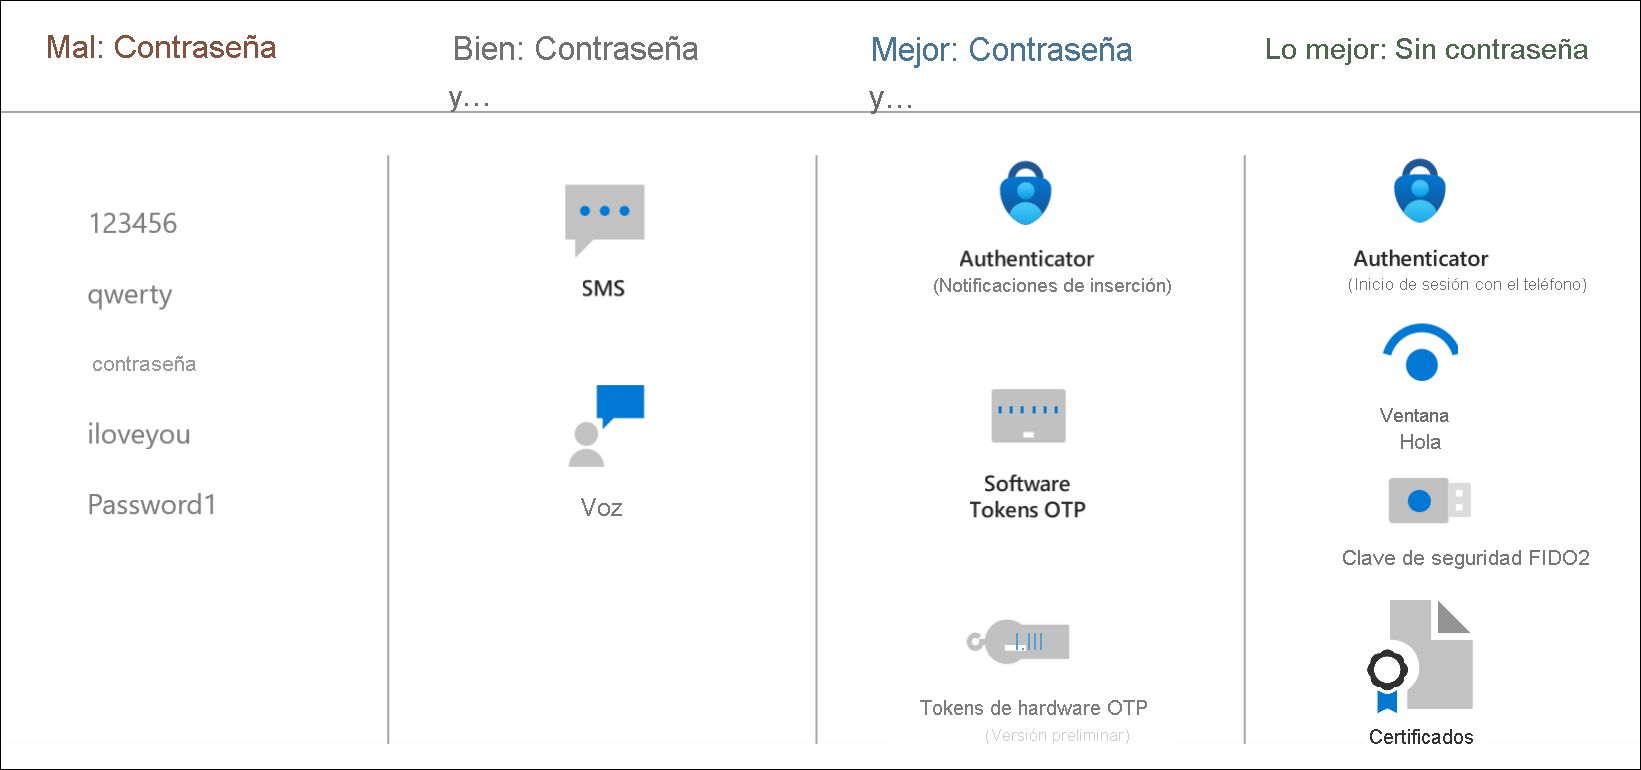 Mal: Contraseña
Bien: Contraseña
y...
Mejor: Contraseña
y...
Lo mejor: Sin contraseña
123456
qwerty
contraseña
iloveyou
Password1
SMS
Voz
Authenticator
(Notificaciones de inserción)
Software
Tokens OTP
Tokens de hardware OTP
(Versión preliminar)
Authenticator
(Inicio de sesión con el teléfono)
Ventana
Hola
Clave de seguridad FIDO2
Certificados